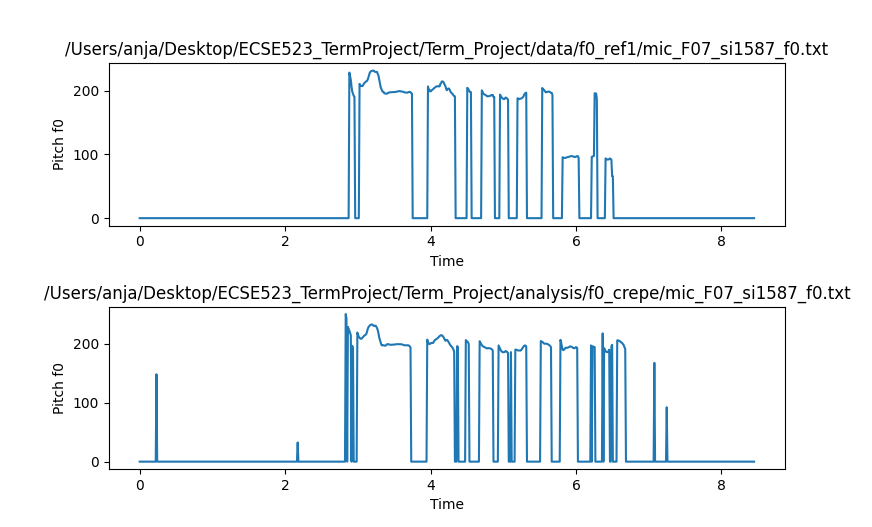 /Users/anja/Desktop/ECSE523_TermProject/Term_Project/data/f0_ref1/mic_F07_si1587_f0.txt
200
100
0
Pitch f0
0 2 4 6 8
Time
/Users/anja/Desktop/ECSE523_TermProject/Term_Project/analysis/f0_crepe/mic_F07_si1587_f0.txt
200
100
0
Pitch f0
0 2 4 6 8
Time